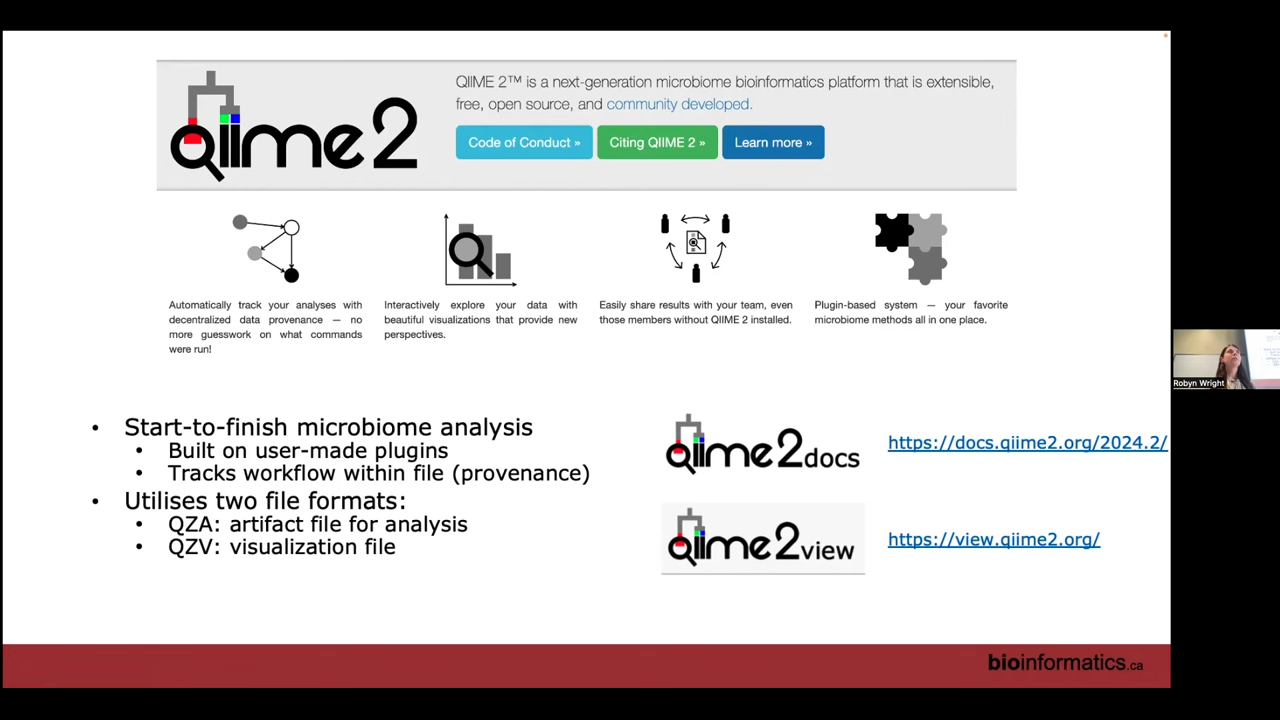 qiime2
QIIME 2™ is a next-generation microbiome bioinformatics platform that is extensible,
free, open source, and community developed.
Code of Conduct »
Citing QIIME 2 »
Learn more »
Automatically track your analyses with
decentralized data provenance — no
more guesswork on what commands
were run!
Interactively explore your data with
beautiful visualizations that provide new
perspectives.
Easily share results with your team, even
those members without QIIME 2 installed.
Plugin-based system — your favorite
microbiome methods all in one place.
Robyn Wright
• Start-to-finish microbiome analysis
• Built on user-made plugins
• Tracks workflow within file (provenance)
• Utilises two file formats:
• QZA: artifact file for analysis
• QZV: visualization file
qiime2docs
https://docs.qiime2.org/2024.2/
qiime2view
https://view.qiime2.org/
bioinformatics.ca